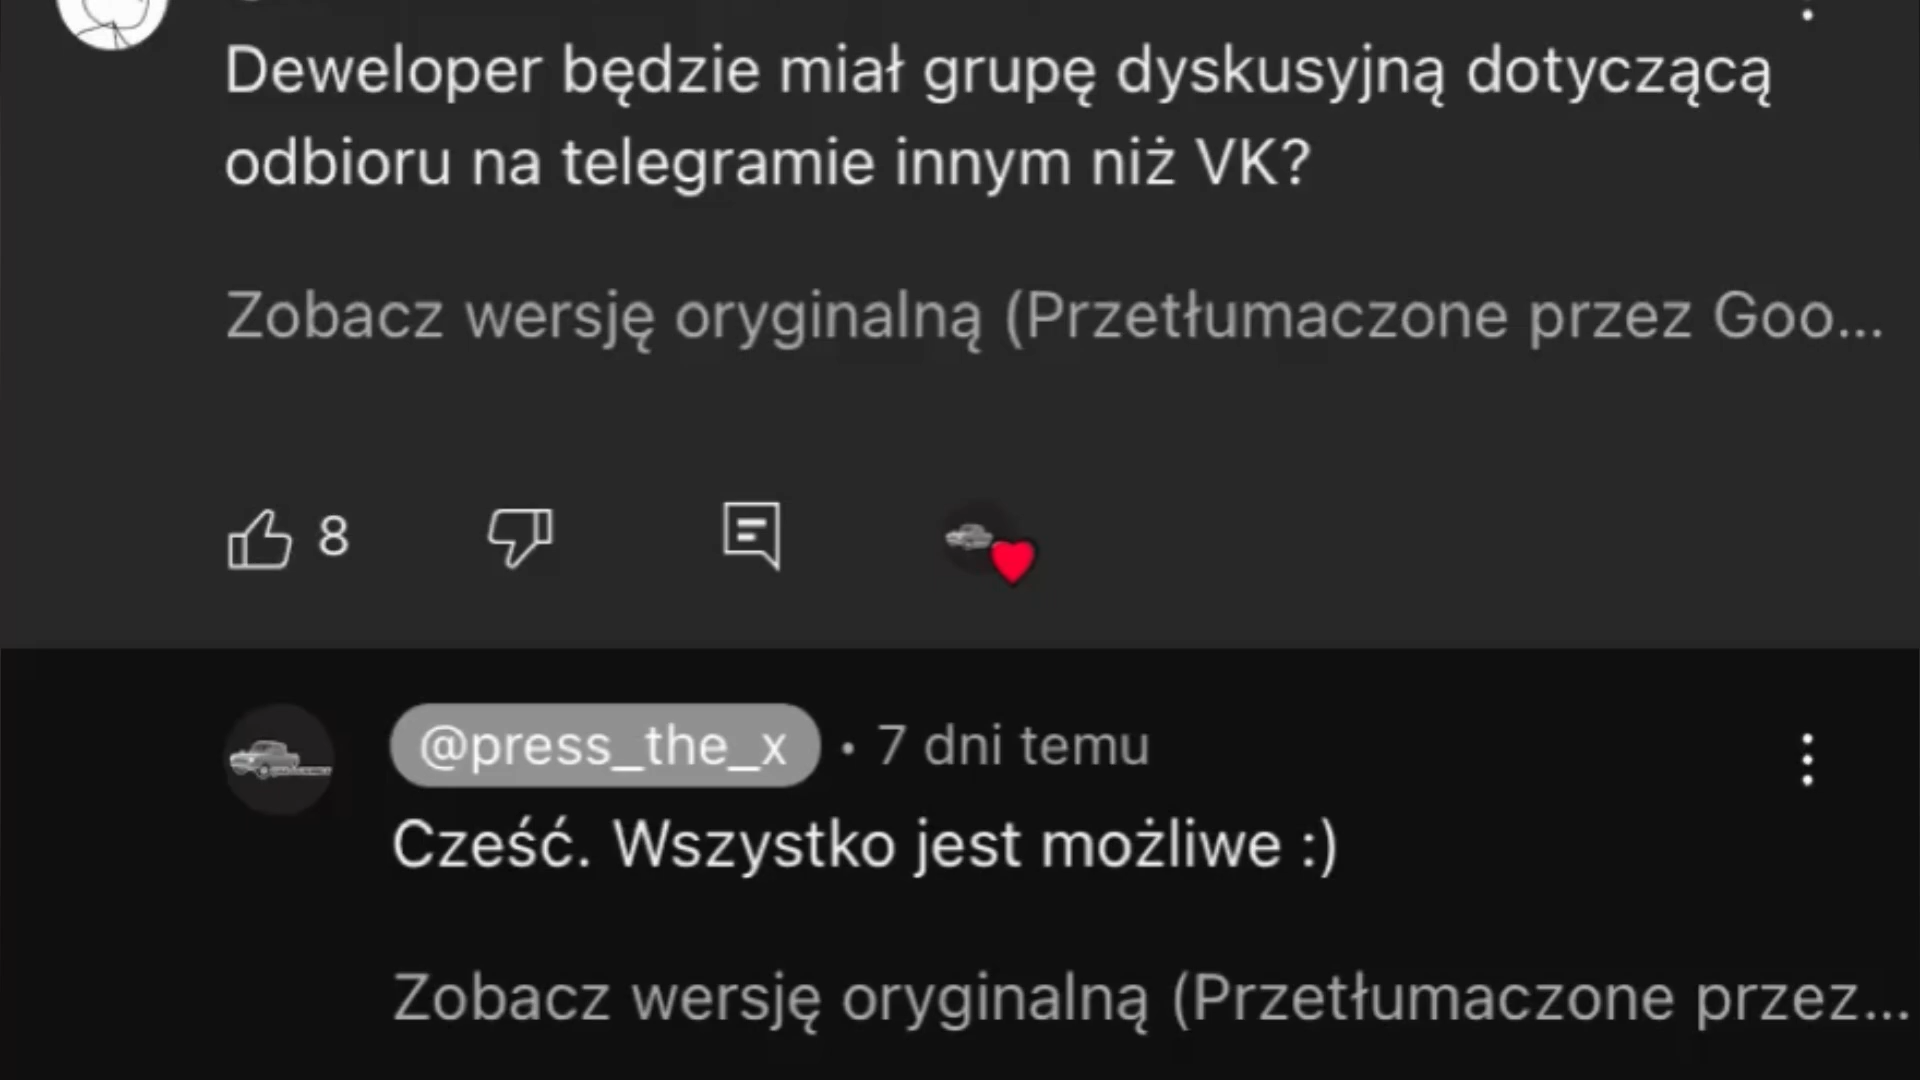 Deweloper będzie miał grupę dyskusyjną dotyczącą
odbioru na telegramie innym niż VK?
Zobacz wersję oryginalną (Przetłumaczone przez Goo...
8
@press_the_x • 7 dni temu
Cześć. Wszystko jest możliwe :)
Zobacz wersję oryginalną (Przetłumaczone przez...